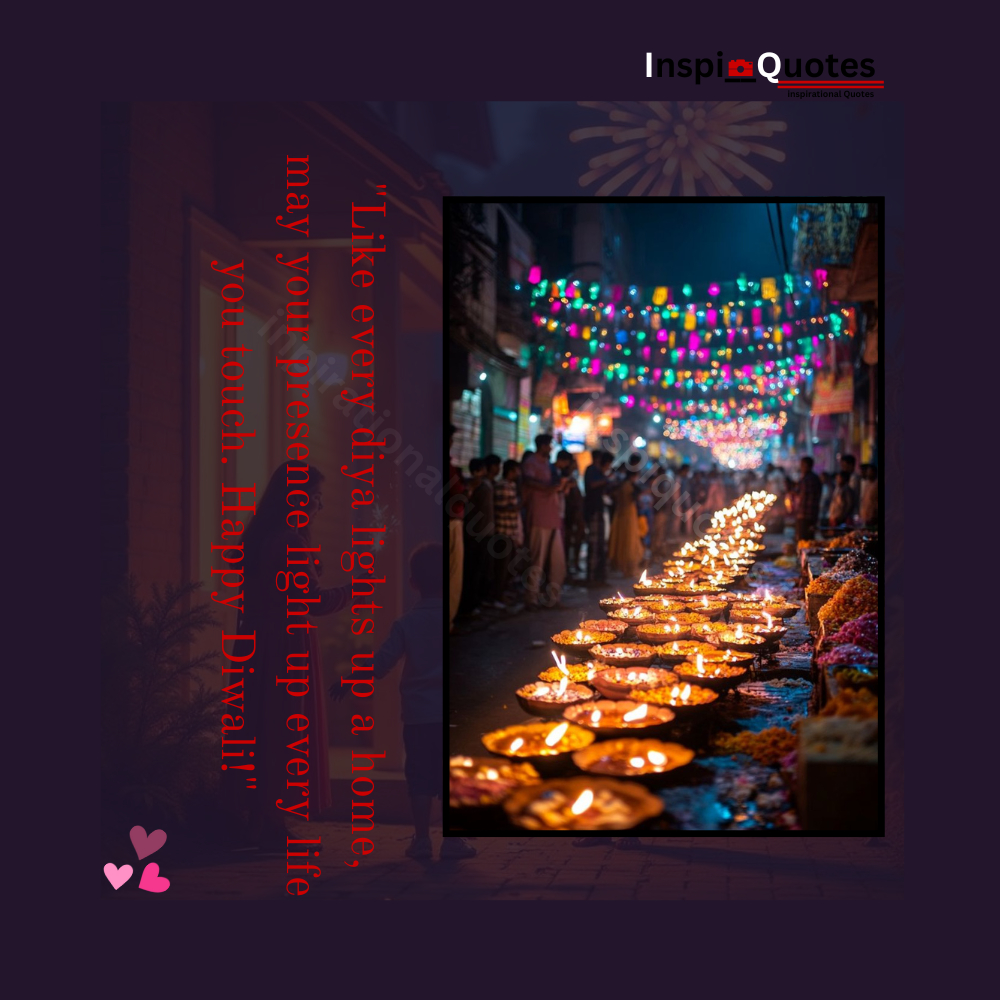 InspiQuotes
Inspirational Quotes
"Like every diya lights up a home,
may your presence light up every life
you touch. Happy Diwali!"
inspirationalquotes
inspiquo